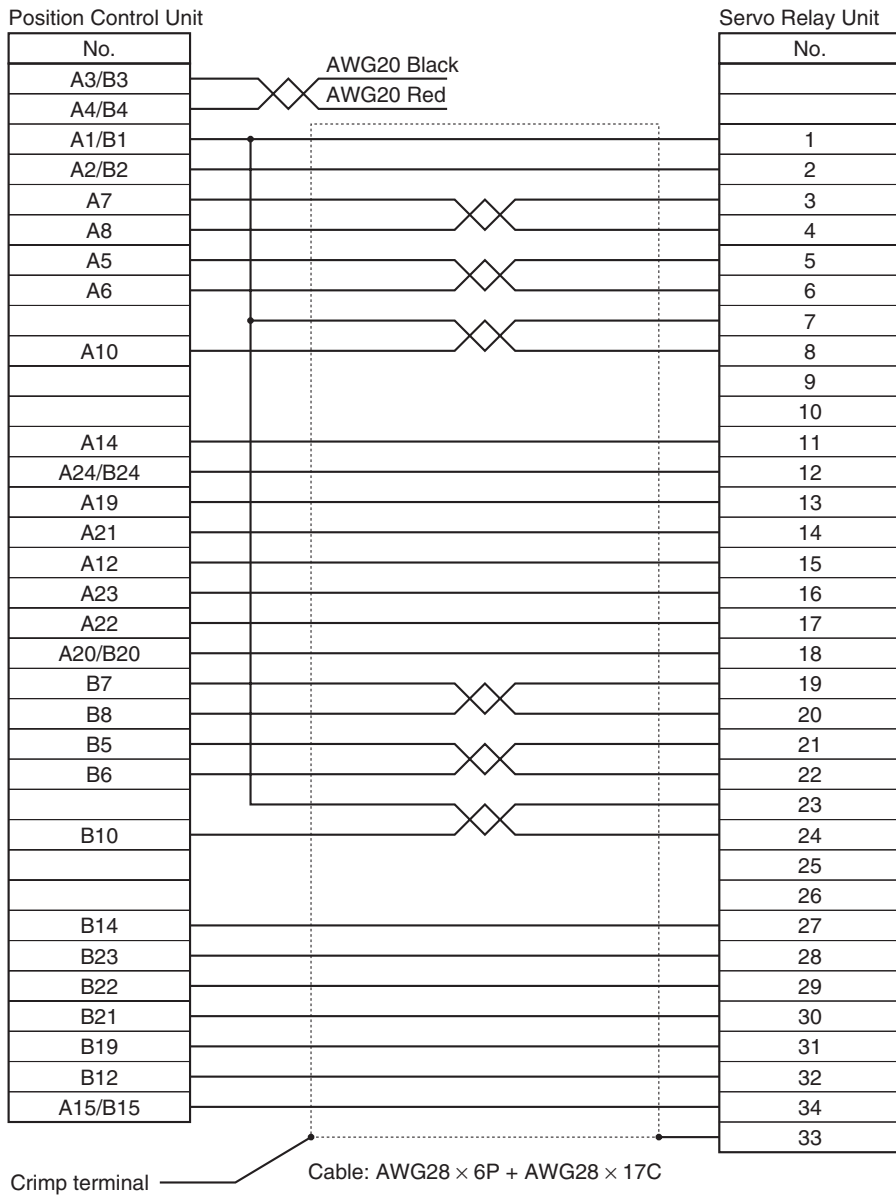 Position Control Unit Servo Relay Unit
No. No.
A3/B3 AWG20 Black
A4/B4 AWG20 Red
A1/B1 1
A2/B2 2
A7 3
A8 4
A5 5
A6 6
7
A10 8
9
10
A14 11
A24/B24 12
A19 13
A21 14
A12 15
A23 16
A22 17
A20/B20 18
B7 19
B8 20
B5 21
B6 22
23
B10 24
25
26
B14 27
B23 28
B22 29
B21 30
B19 31
B12 32
A15/B15 34
33
Crimp terminal Cable: AWG28 × 6P + AWG28 × 17C